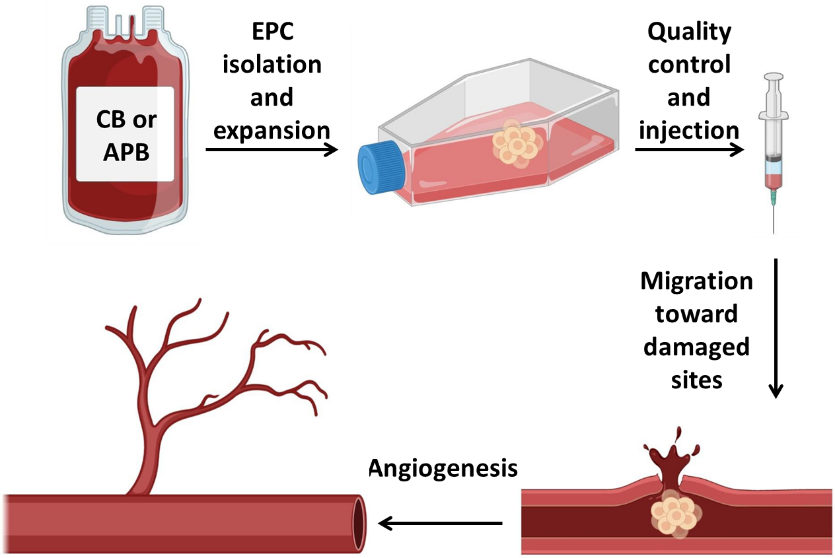 CB or
APB
EPC
isolation
and
expansion
Quality
control
and
injection
Migration
toward
damaged
sites
Angiogenesis